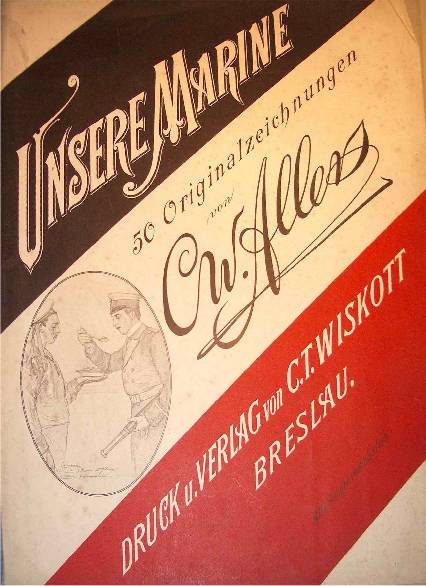 UNSERE MARINE
50 Originalzeichnungen
von
C.W. Allers
DRUCK u. VERLAG von C.T. WISKOTT
BRESLAU.